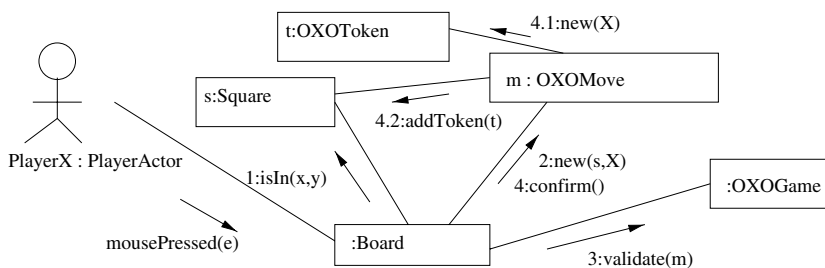 4.1:new(X)
t:OXOToken
m : OXOMove
s:Square
4.2:addToken(t)
PlayerX : PlayerActor
1:isIn(x,y)
2:new(s,X)
4:confirm()
:OXOGame
mousePressed(e)
:Board
3:validate(m)